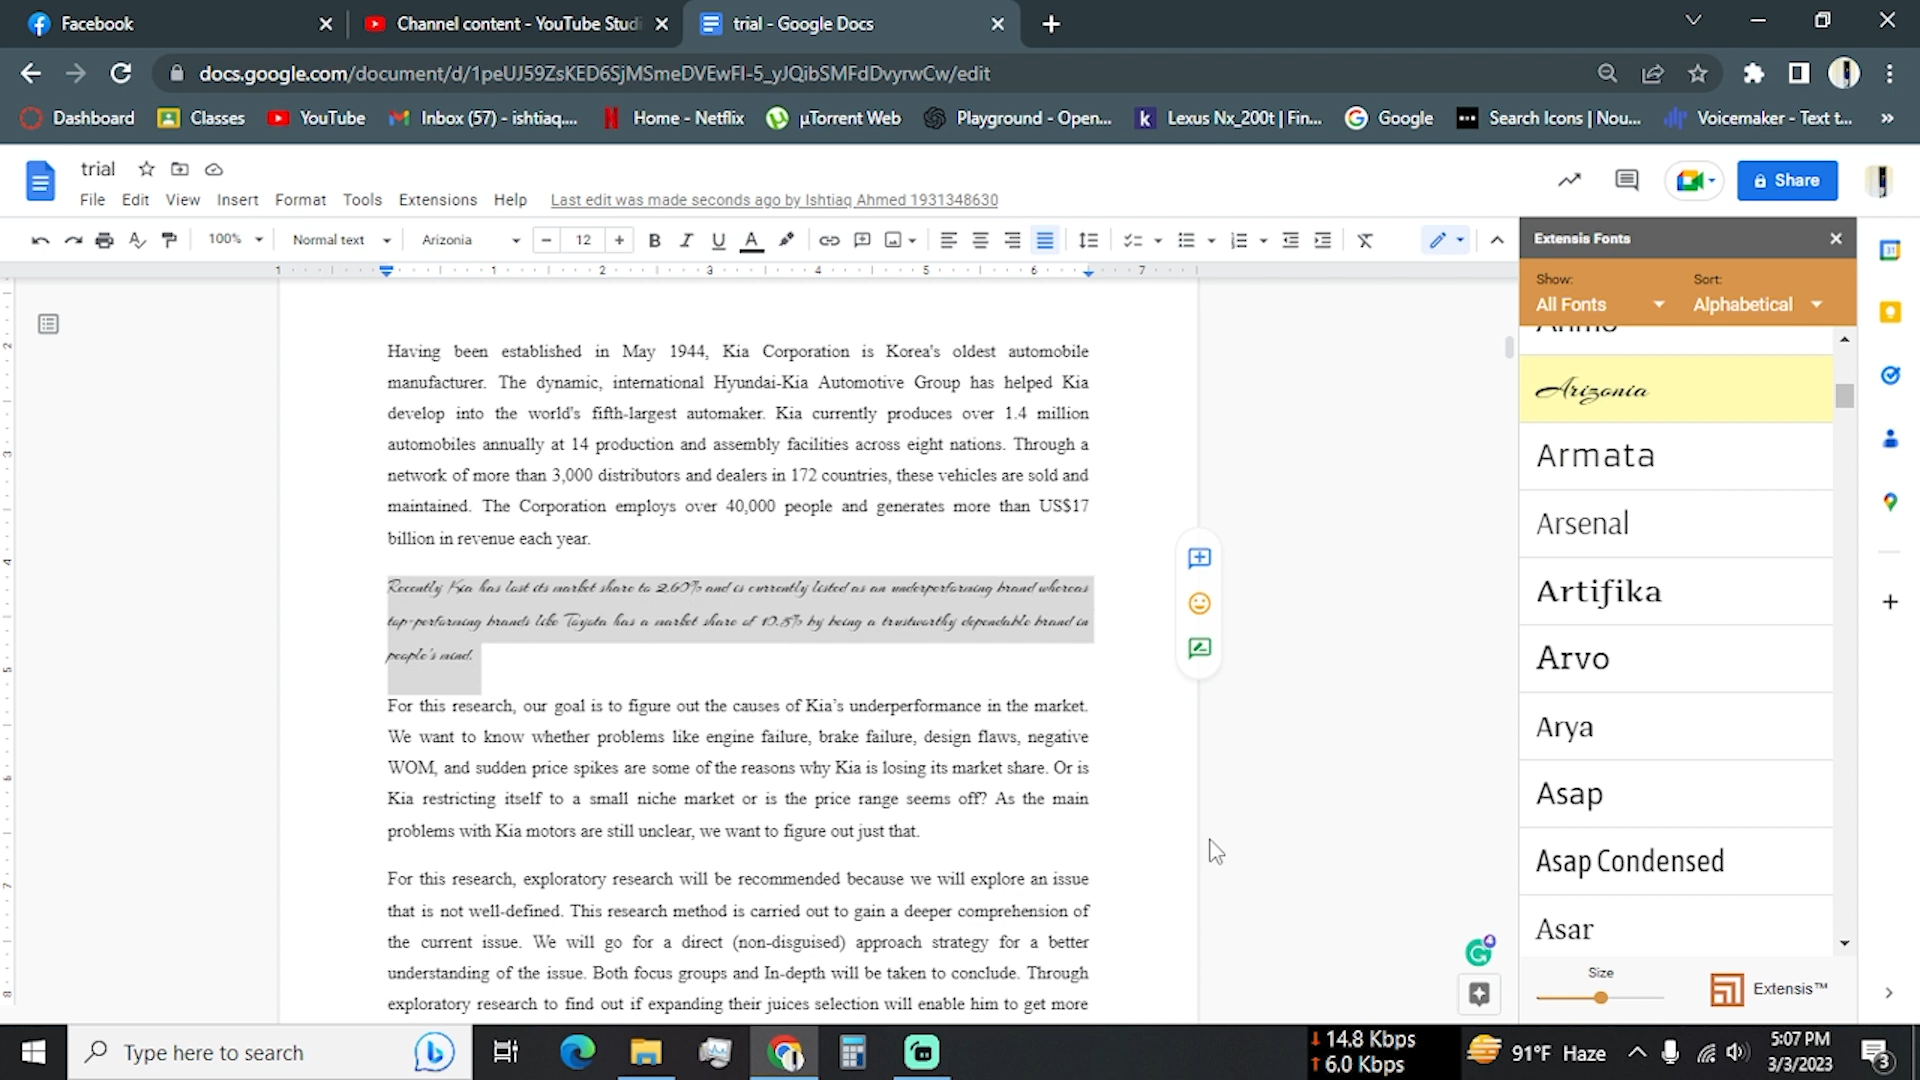 Facebook
Channel content - YouTube Studi
trial - Google Docs
docs.google.com/document/d/1peUJ59ZsKED6SjMSmeDVEwFI-5_yJQibSMFdDvyrwCw/edit
Dashboard
Classes
YouTube
Inbox (57) - ishtiaq....
Home - Netflix
µTorrent Web
Playground - Open...
Lexus Nx_200t | Fin...
Google
Search Icons | Nou...
Voicemaker - Text t...
trial
Share
File Edit View Insert Format Tools Extensions Help Last edit was made seconds ago by Ishtiaq Ahmed 1931348630
100% Normal text Arizonia 12
Extensis Fonts
Show: Sort:
All Fonts Alphabetical
Arimo
Arizonia
Armata
Arsenal
Artifika
Arvo
Arya
Asap
Asap Condensed
Asar
Size
Extensis™
1 1 2 3 4 5 6 7
Having been established in May 1944, Kia Corporation is Korea's oldest automobile
manufacturer. The dynamic, international Hyundai-Kia Automotive Group has helped Kia
develop into the world's fifth-largest automaker. Kia currently produces over 1.4 million
automobiles annually at 14 production and assembly facilities across eight nations. Through a
network of more than 3,000 distributors and dealers in 172 countries, these vehicles are sold and
maintained. The Corporation employs over 40,000 people and generates more than US$17
billion in revenue each year.
Recently Kia has lost its market share to 2.60% and is currently listed as an underperforming brand whereas
top-performing brands like Toyota has a market share of 10.5% by being a trustworthy dependable brand in
people's mind.
For this research, our goal is to figure out the causes of Kia’s underperformance in the market.
We want to know whether problems like engine failure, brake failure, design flaws, negative
WOM, and sudden price spikes are some of the reasons why Kia is losing its market share. Or is
Kia restricting itself to a small niche market or is the price range seems off? As the main
problems with Kia motors are still unclear, we want to figure out just that.
For this research, exploratory research will be recommended because we will explore an issue
that is not well-defined. This research method is carried out to gain a deeper comprehension of
the current issue. We will go for a direct (non-disguised) approach strategy for a better
understanding of the issue. Both focus groups and In-depth will be taken to conclude. Through
exploratory research to find out if expanding their juices selection will enable him to get more
Type here to search
14.8 Kbps
6.0 Kbps
91°F Haze
5:07 PM
3/3/2023
3